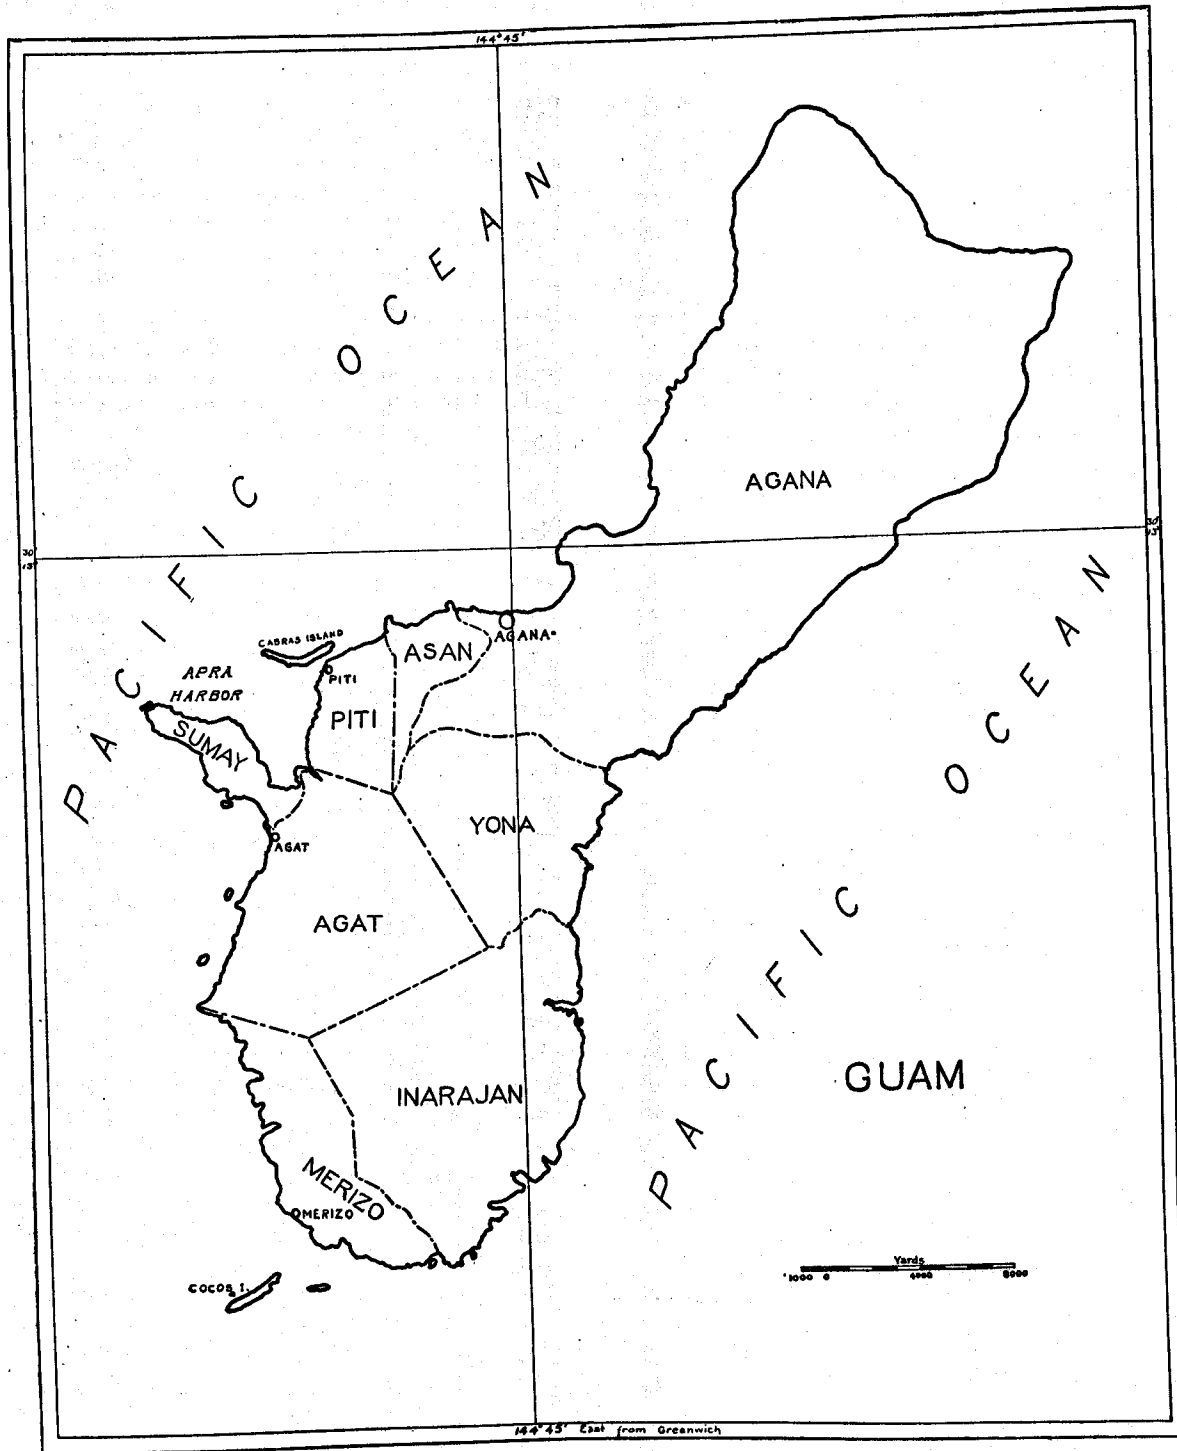 144°45'
PACIFIC OCEAN
AGANA
30'
13°
30'
13°
CABRAS ISLAND
ASAN
AGANA
APRA
HARBOR
PITI
PITI
SUMAY
PACIFIC OCEAN
YONA
AGAT
AGAT
GUAM
INARAJAN
MERIZO
MERIZO
COCOS I.
Yards
1000 0 4000 8000
144°45' East from Greenwich